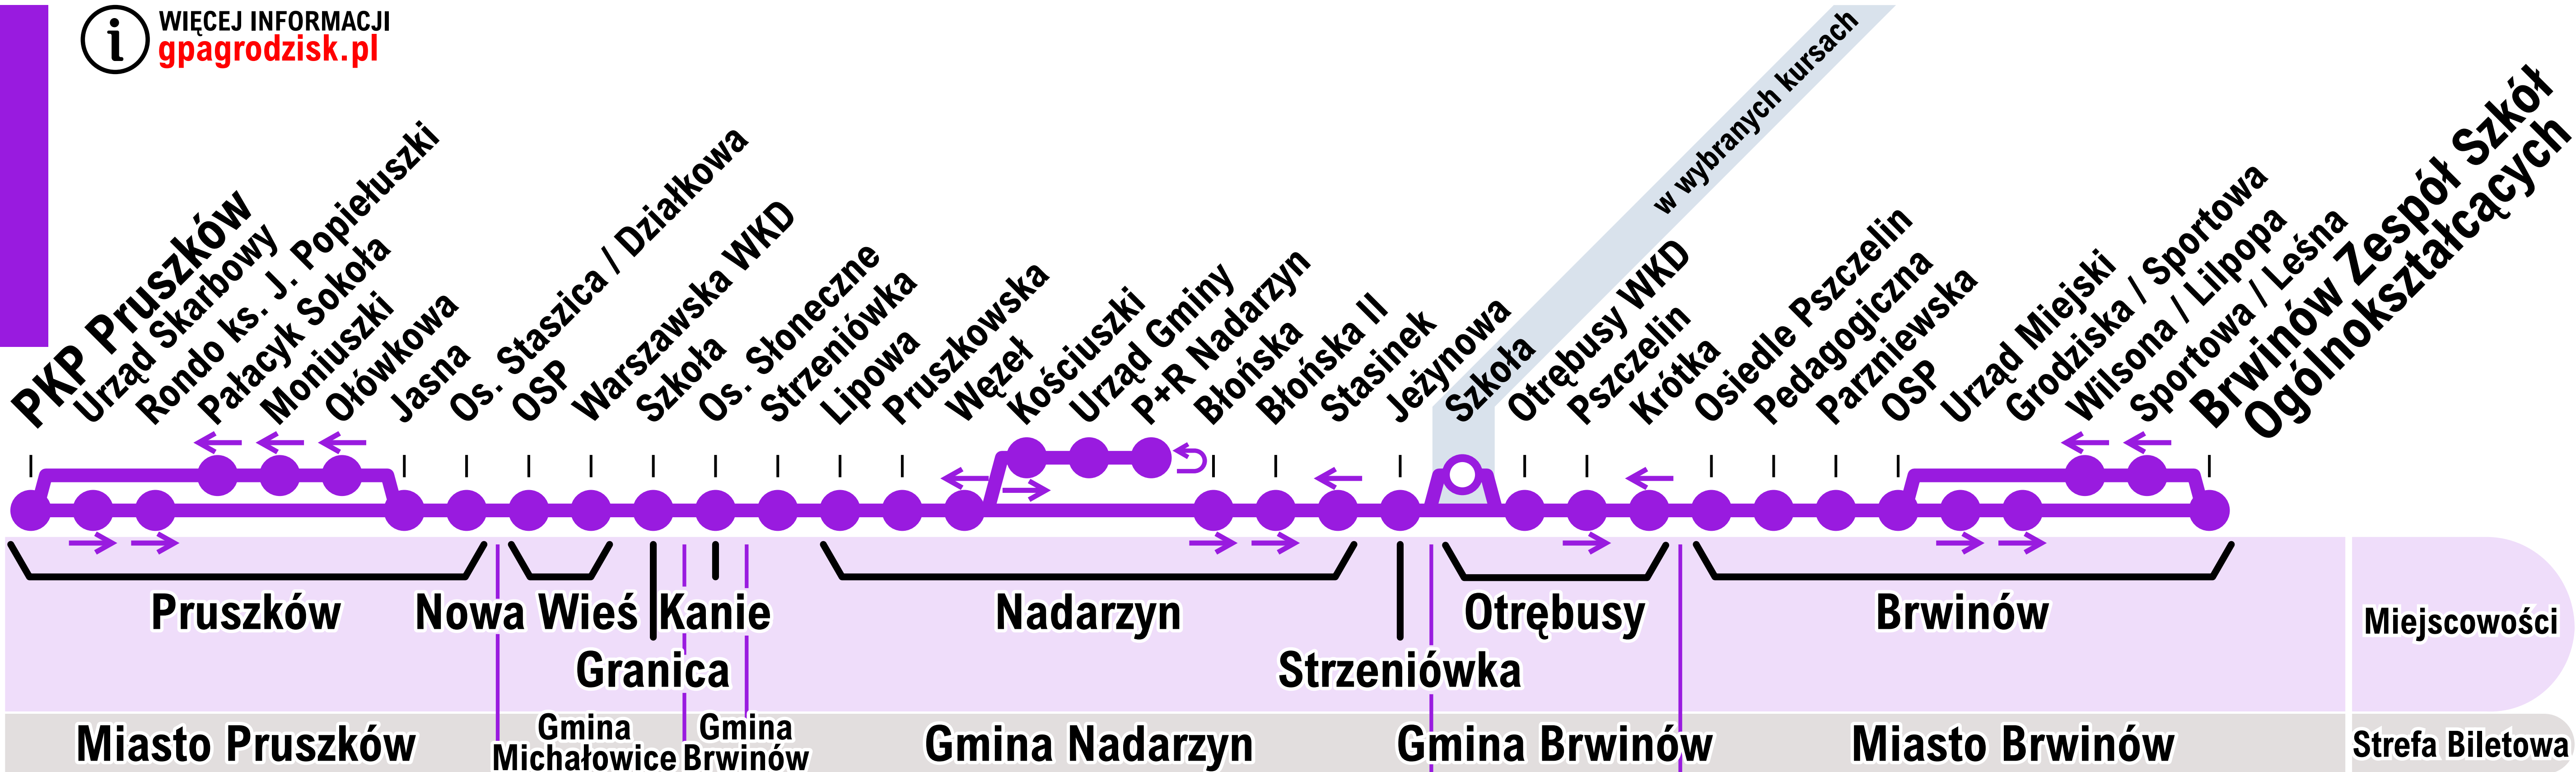 WIĘCEJ INFORMACJI
gpagrodzisk.pl
w wybranych kursach
PKP Pruszków
Urząd Skarbowy
Rondo ks. J. Popiełuszki
Pałacyk Sokoła
Moniuszki
Ołówkowa
Jasna
Os. Staszica / Działkowa
OSP
Warszawska WKD
Szkoła
Os. Słoneczne
Strzeniówka
Lipowa
Pruszkowska
Węzeł
Kościuszki
Urząd Gminy
P+R Nadarzyn
Błońska
Błońska II
Stasinek
Jeżynowa
Szkoła
Otrębusy WKD
Pszczelin
Krótka
Osiedle Pszczelin
Pedagogiczna
Parzniewska
OSP
Urząd Miejski
Grodziska / Sportowa
Wilsona / Lilpopa
Sportowa / Leśna
Brwinów Zespół Szkół
Ogólnokształcących
Pruszków
Nowa Wieś
Kanie
Nadarzyn
Otrębusy
Brwinów
Miejscowości
Granica
Strzeniówka
Miasto Pruszków
Gmina
Michałowice
Gmina
Brwinów
Gmina Nadarzyn
Gmina Brwinów
Miasto Brwinów
Strefa Biletowa